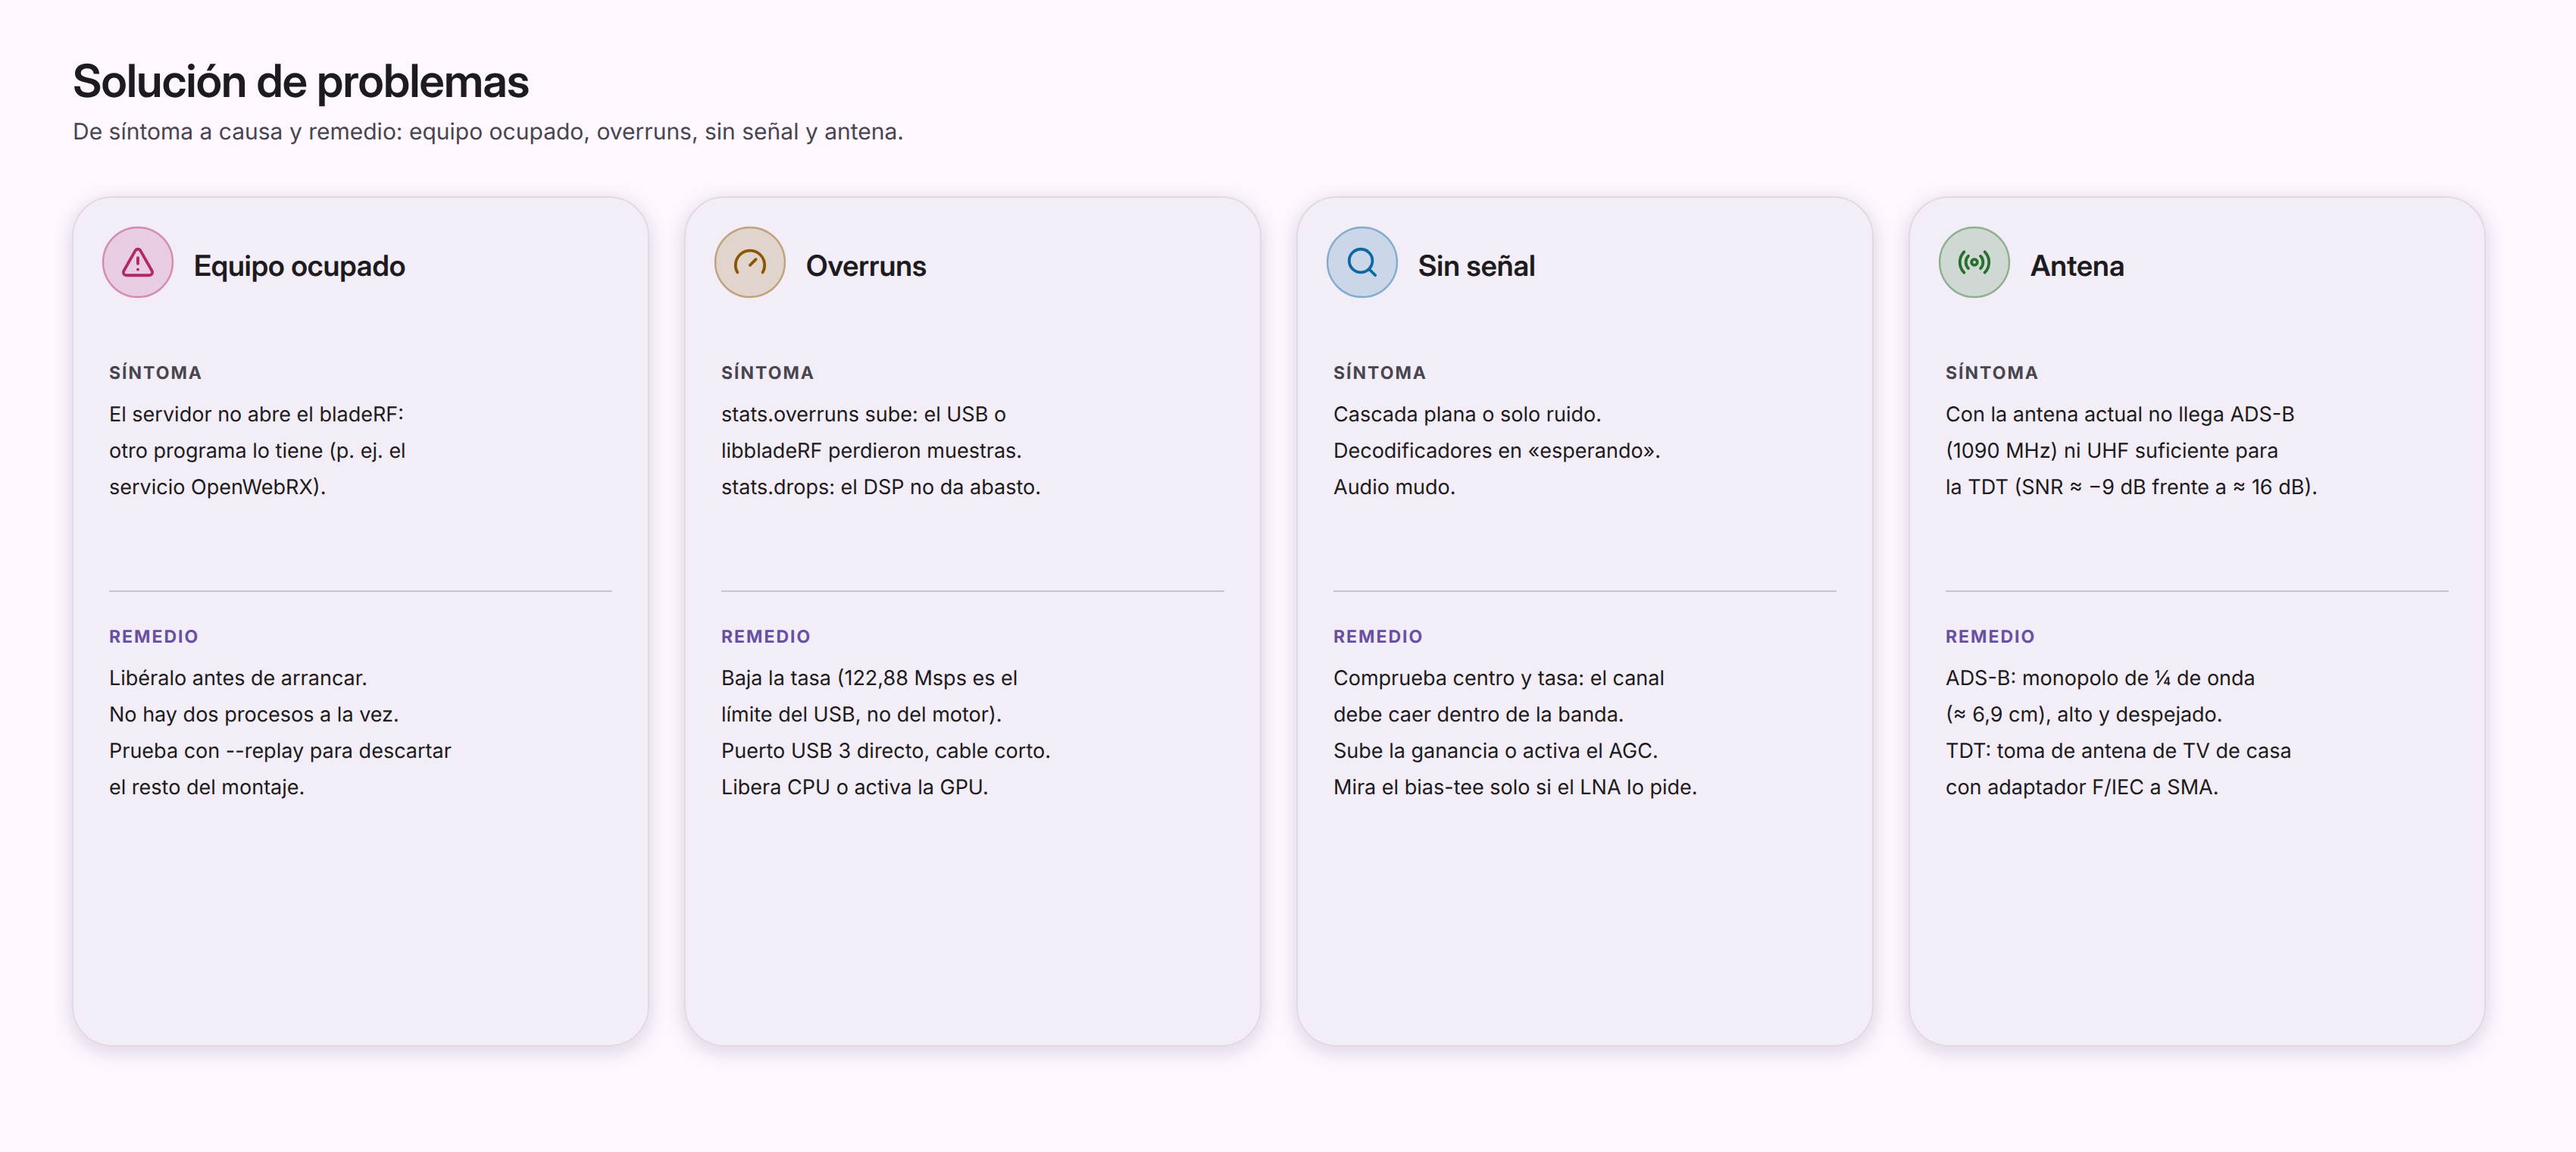 Solución de problemas
De síntoma a causa y remedio: equipo ocupado, overruns, sin señal y antena.
Equipo ocupado
SÍNTOMA
El servidor no abre el bladeRF:
otro programa lo tiene (p. ej. el
servicio OpenWebRX).
REMEDIO
Libéralo antes de arrancar.
No hay dos procesos a la vez.
Prueba con --replay para descartar
el resto del montaje.
Overruns
SÍNTOMA
stats.overruns sube: el USB o
libbladeRF perdieron muestras.
stats.drops: el DSP no da abasto.
REMEDIO
Baja la tasa (122,88 Msps es el
límite del USB, no del motor).
Puerto USB 3 directo, cable corto.
Libera CPU o activa la GPU.
Sin señal
SÍNTOMA
Cascada plana o solo ruido.
Decodificadores en «esperando».
Audio mudo.
REMEDIO
Comprueba centro y tasa: el canal
debe caer dentro de la banda.
Sube la ganancia o activa el AGC.
Mira el bias-tee solo si el LNA lo pide.
Antena
SÍNTOMA
Con la antena actual no llega ADS-B
(1090 MHz) ni UHF suficiente para
la TDT (SNR ≈ −9 dB frente a ≈ 16 dB).
REMEDIO
ADS-B: monopolo de ¼ de onda
(≈ 6,9 cm), alto y despejado.
TDT: toma de antena de TV de casa
con adaptador F/IEC a SMA.